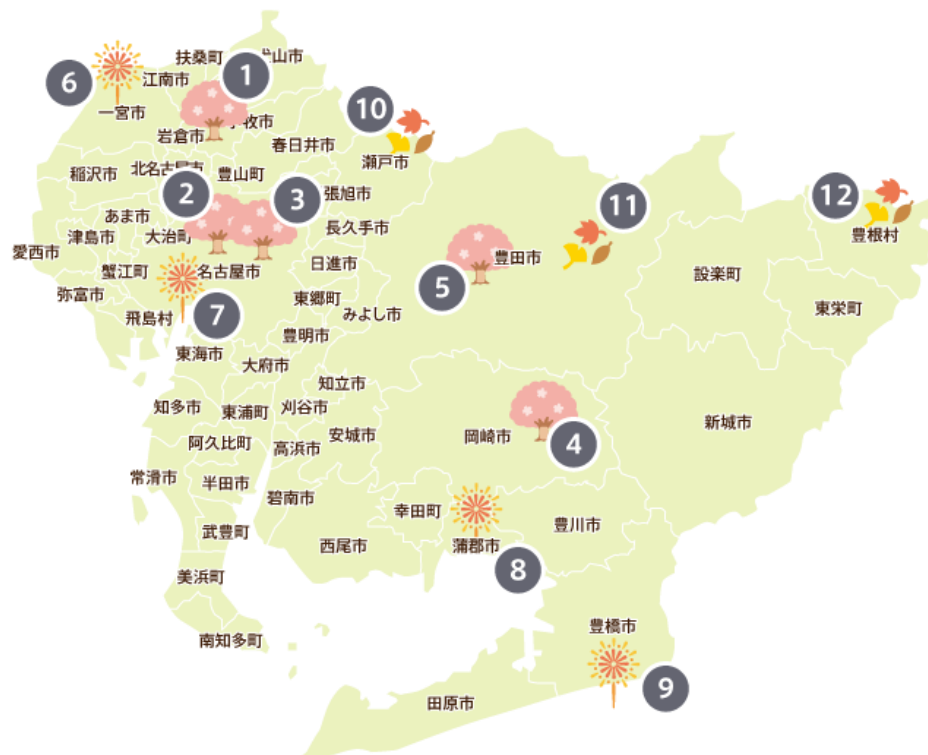 扶桑町
山市
1
6
江南市
一宮市
牧市
岩倉市
10
春日井市
瀬戸市
稲沢市
豊山町
2
3
張旭市
12
11
あま市
長久手市
津島市
大治町
豊根村
愛西市
日進市
豊田市
蟹江町
名古屋市
設楽町
5
弥富市
東郷町
東栄町
飛島村
7
みよし市
豊明市
東海市
大府市
知立市
知多市
東浦町
刈谷市
新城市
阿久比町
高浜市
安城市
岡崎市
4
常滑市
半田市
碧南市
幸田町
豊川市
武豊町
西尾市
蒲郡市
8
美浜町
豊橋市
南知多町
9
田原市